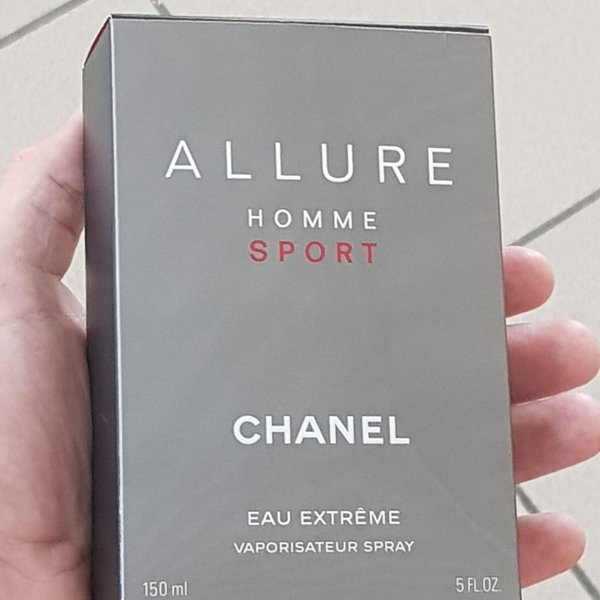 ALLURE
HOMME
SPORT
CHANEL
EAU EXTRÊME
VAPORISATEUR SPRAY
150 ml 5 FL.OZ.